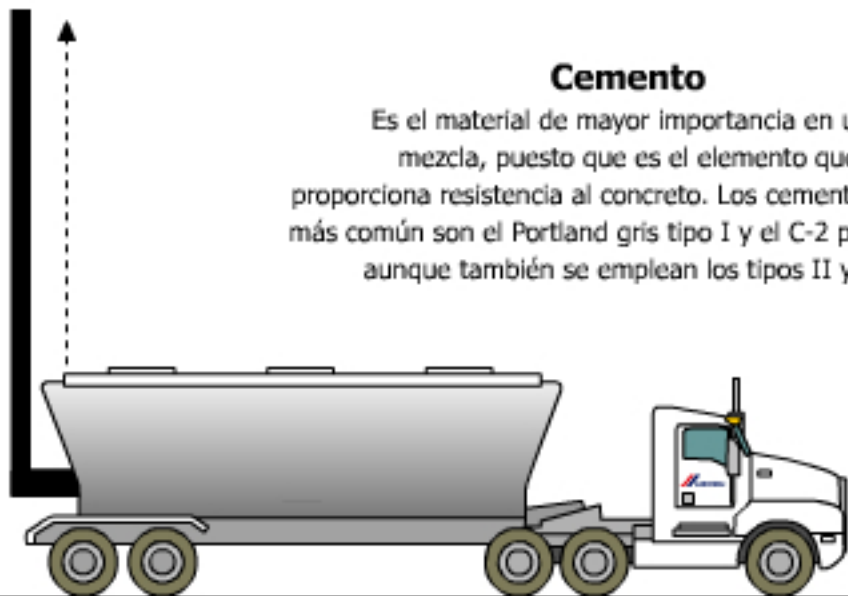 Cemento
Es el material de mayor importancia en u
mezcla, puesto que es el elemento que
proporciona resistencia al concreto. Los cement
más común son el Portland gris tipo I y el C-2 p
aunque también se emplean los tipos II y